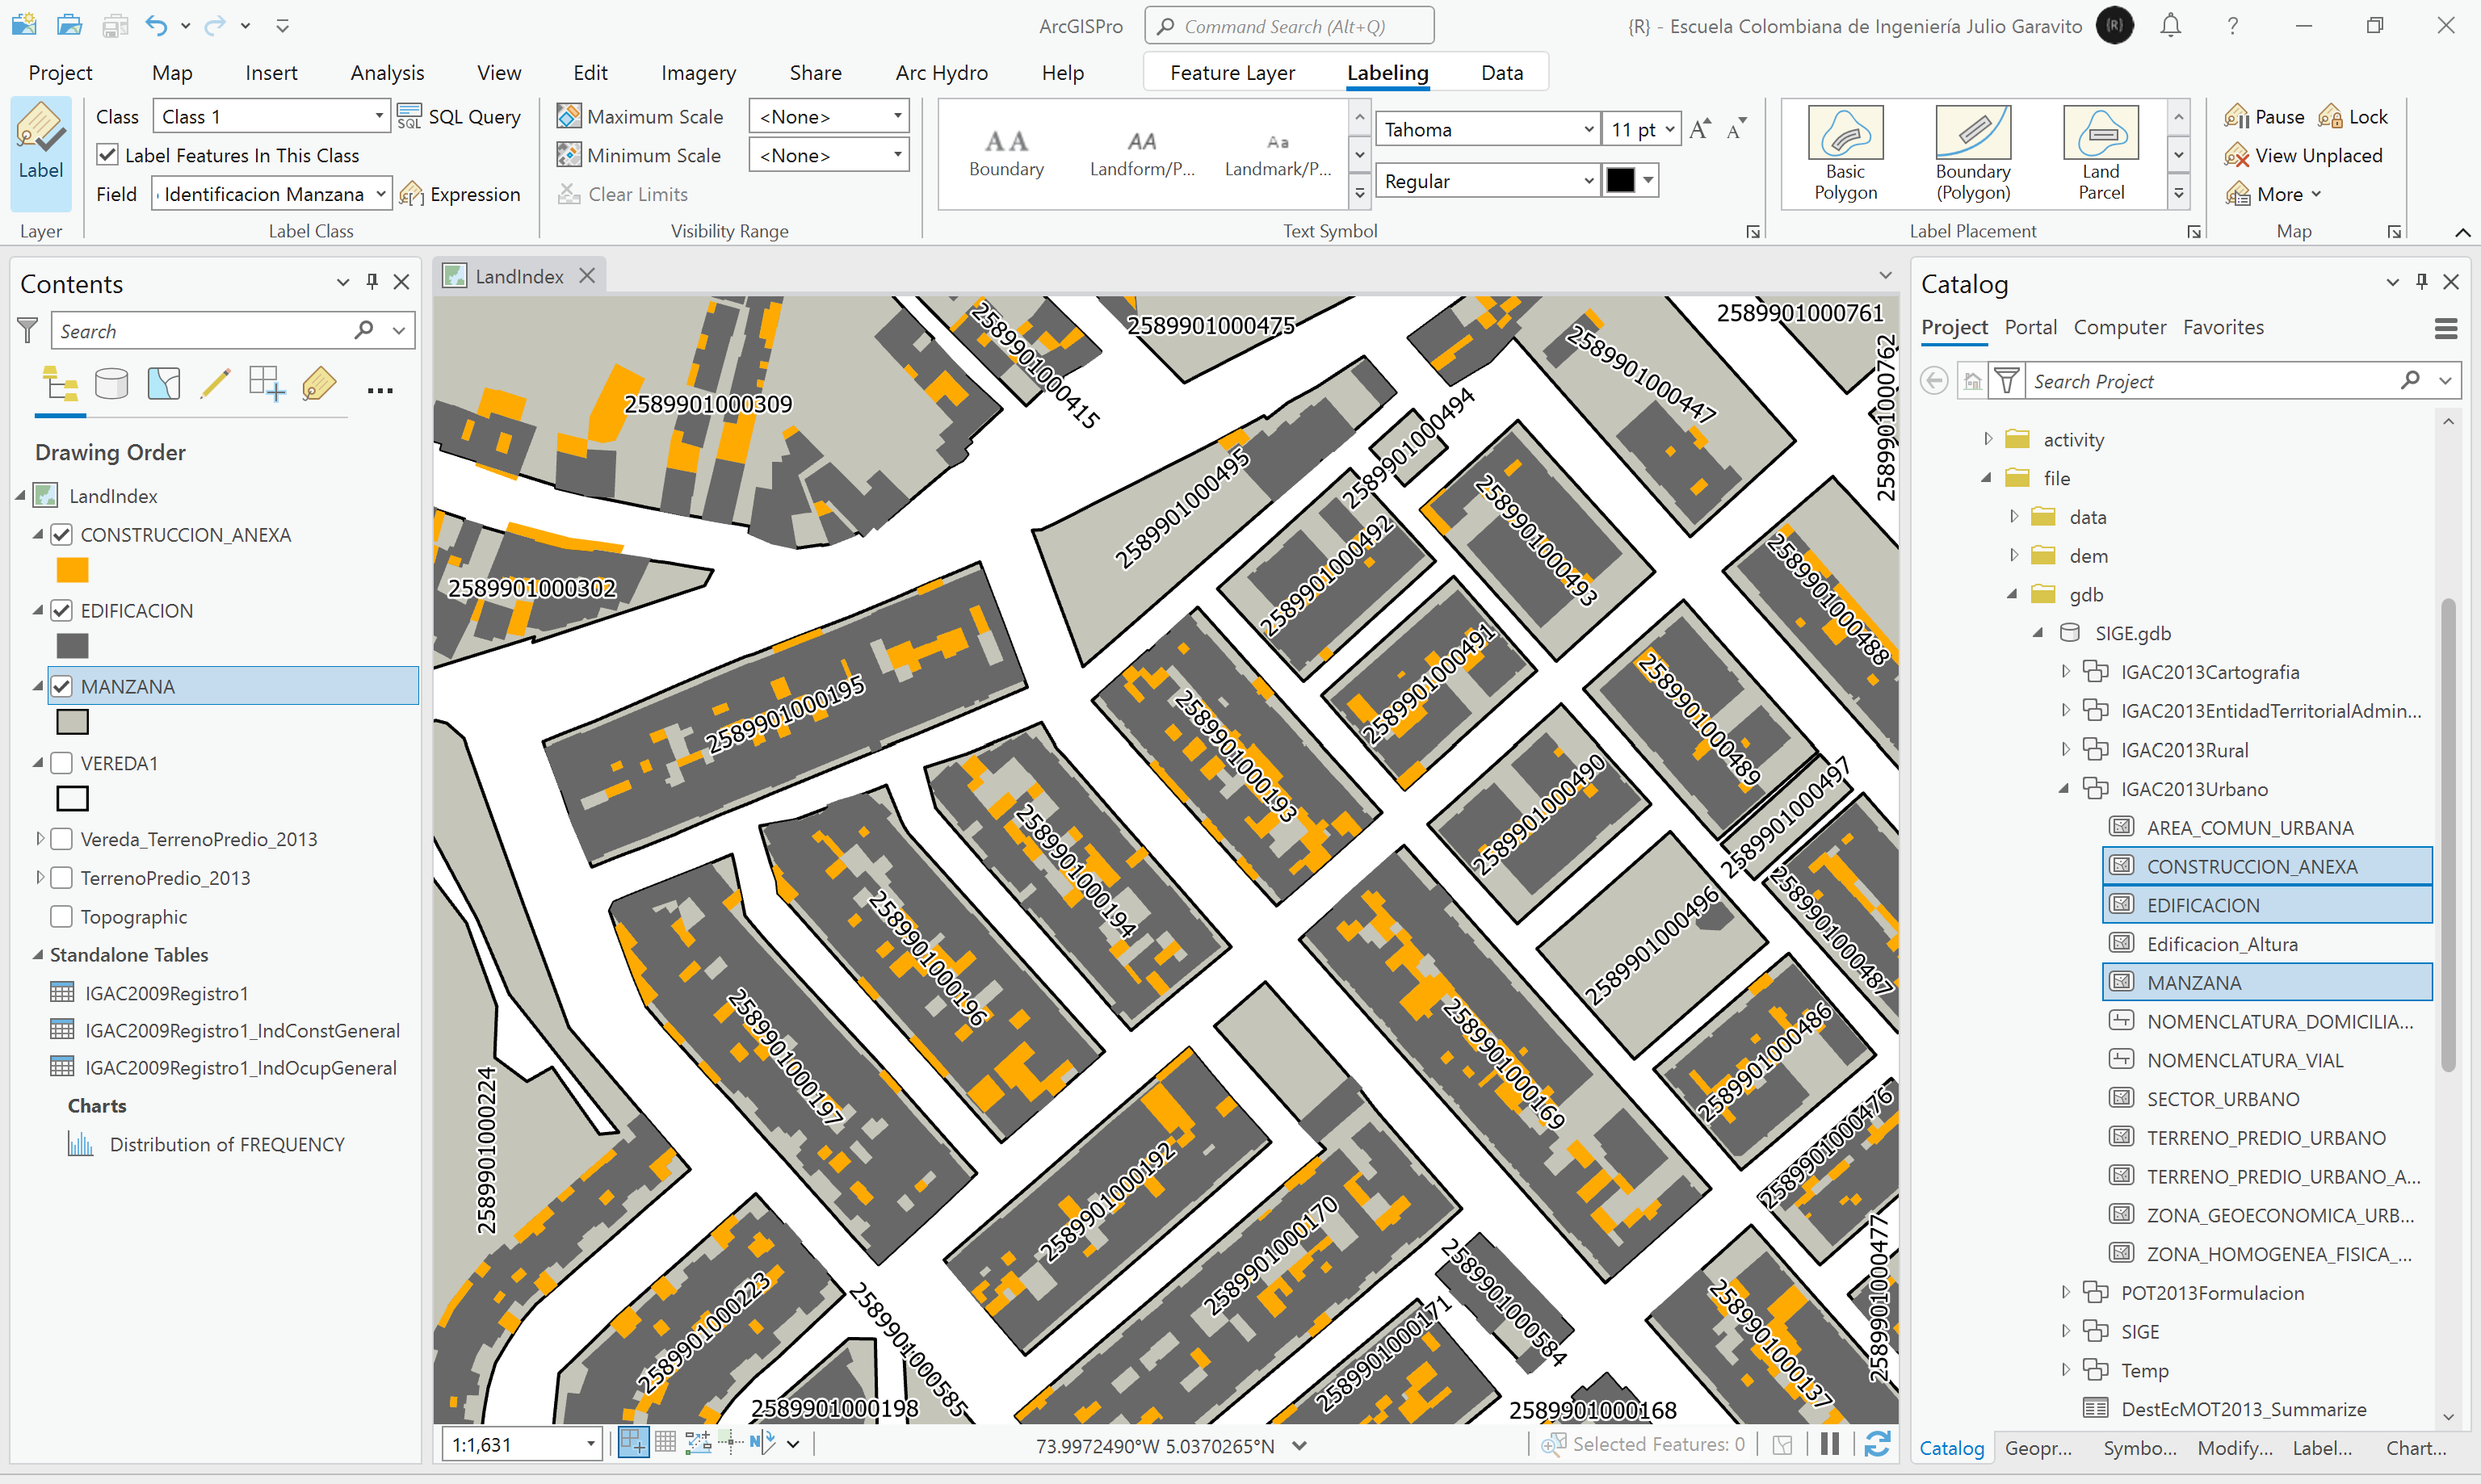 ArcGISPro
Command Search (Alt+Q)
{R} - Escuela Colombiana de Ingeniería Julio Garavito
{R}
?
Project
Map
Insert
Analysis
View
Edit
Imagery
Share
Arc Hydro
Help
Feature Layer
Labeling
Data
Label
Layer
Class
Class 1
SQL
SQL Query
Label Features In This Class
Field
Identificacion Manzana
Expression
Label Class
Maximum Scale
<None>
Minimum Scale
<None>
Clear Limits
Visibility Range
AA
Boundary
AA
Landform/P...
Aa
Landmark/P...
Tahoma
11 pt
Regular
Text Symbol
Basic
Polygon
Boundary
(Polygon)
Land
Parcel
Label Placement
Pause
Lock
View Unplaced
More
Map
Contents
Search
Drawing Order
LandIndex
CONSTRUCCION_ANEXA
EDIFICACION
MANZANA
VEREDA1
Vereda_TerrenoPredio_2013
TerrenoPredio_2013
Topographic
Standalone Tables
IGAC2009Registro1
IGAC2009Registro1_IndConstGeneral
IGAC2009Registro1_IndOcupGeneral
Charts
Distribution of FREQUENCY
LandIndex
2589901000475
2589901000761
2589901000415
2589901000447
2589901000762
2589901000309
2589901000494
2589901000495
2589901000492
2589901000493
2589901000302
2589901000488
2589901000491
2589901000195
2589901000193
2589901000489
2589901000490
2589901000497
2589901000194
2589901000196
2589901000496
2589901000487
2589901000197
2589901000169
2589901000486
2589901000224
2589901000192
2589901000476
2589901000170
2589901000477
2589901000223
2589901000584
2589901000171
2589901000585
2589901000137
2589901000198
2589901000168
1:1,631
73.9972490°W 5.0370265°N
Selected Features: 0
Catalog
Project
Portal
Computer
Favorites
Search Project
activity
file
data
dem
gdb
SIGE.gdb
IGAC2013Cartografia
IGAC2013EntidadTerritorialAdmin...
IGAC2013Rural
IGAC2013Urbano
AREA_COMUN_URBANA
CONSTRUCCION_ANEXA
EDIFICACION
Edificacion_Altura
MANZANA
NOMENCLATURA_DOMICILIA...
NOMENCLATURA_VIAL
SECTOR_URBANO
TERRENO_PREDIO_URBANO
TERRENO_PREDIO_URBANO_A...
ZONA_GEOECONOMICA_URB...
ZONA_HOMOGENEA_FISICA_...
POT2013Formulacion
SIGE
Temp
DestEcMOT2013_Summarize
Catalog
Geopr...
Symbo...
Modify...
Label...
Chart...